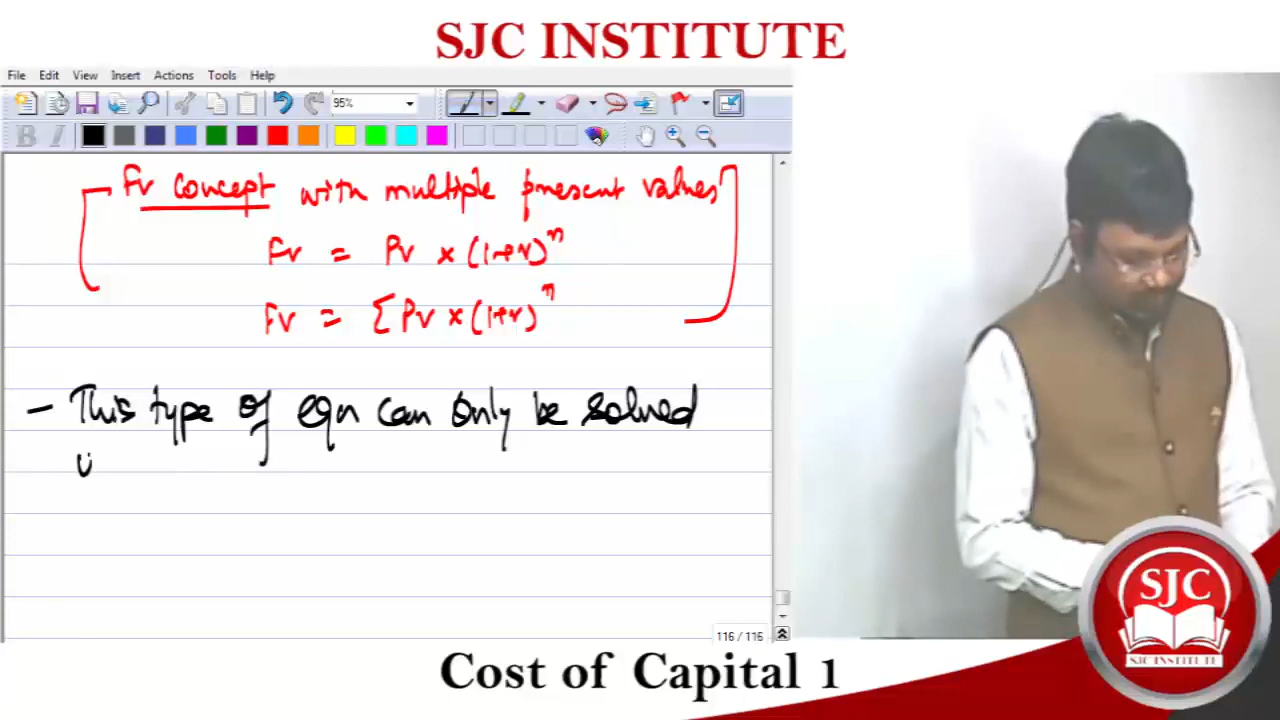 SJC INSTITUTE
File Edit View Insert Actions Tools Help
95%
B I
Fv concept with multiple present values
Fv = Pv × (1+r)^n
Fv = Σ Pv × (1+r)^n
- This type of eqn can only be solved
u
116 / 116
SJC
SJC INSTITUTE
Cost of Capital 1